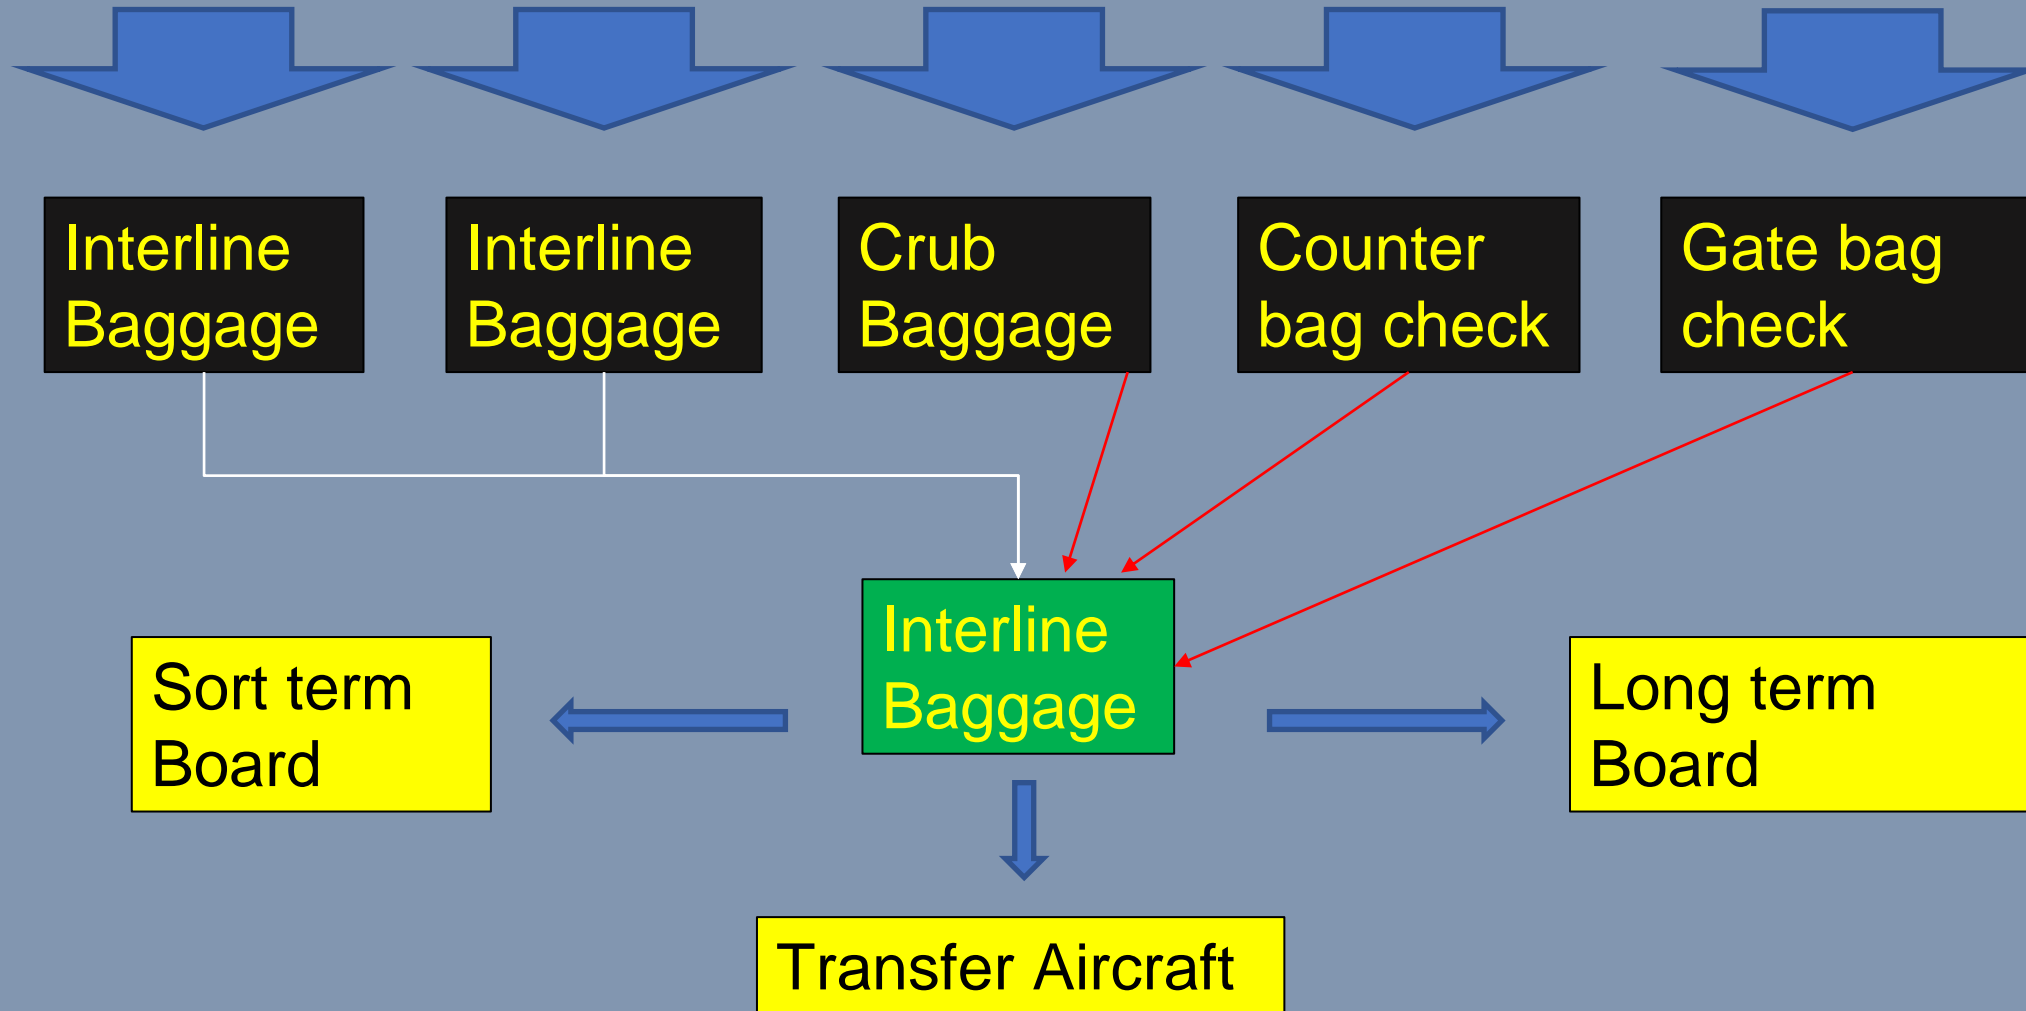 Interline
Baggage
Interline
Baggage
Crub
Baggage
Counter
bag check
Gate bag
check
Interline
Baggage
Sort term
Board
Long term
Board
Transfer Aircraft